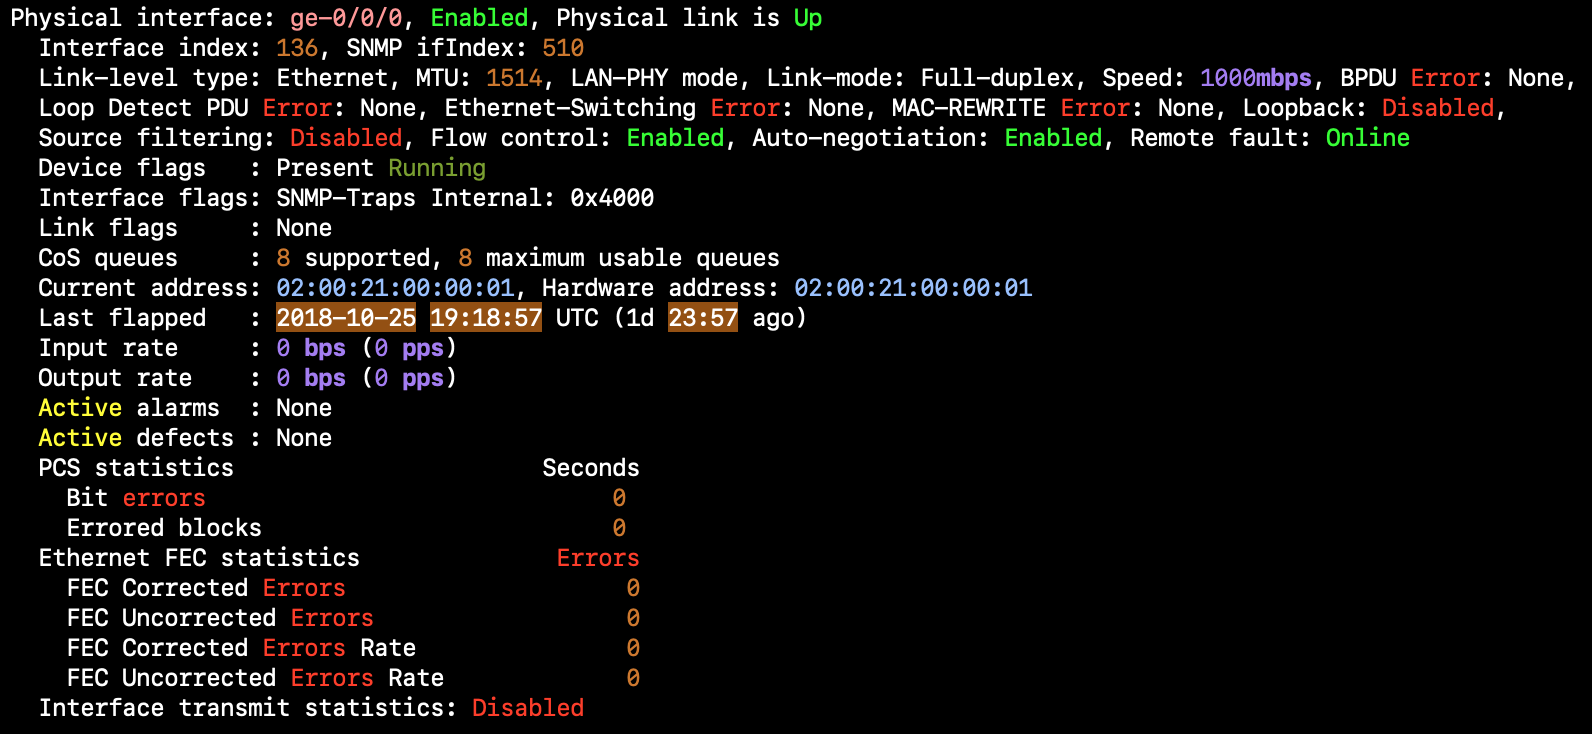 Physical interface: ge-0/0/0, Enabled, Physical link is Up
  Interface index: 136, SNMP ifIndex: 510
  Link-level type: Ethernet, MTU: 1514, LAN-PHY mode, Link-mode: Full-duplex, Speed: 1000mbps, BPDU Error: None,
  Loop Detect PDU Error: None, Ethernet-Switching Error: None, MAC-REWRITE Error: None, Loopback: Disabled,
  Source filtering: Disabled, Flow control: Enabled, Auto-negotiation: Enabled, Remote fault: Online
  Device flags   : Present Running
  Interface flags: SNMP-Traps Internal: 0x4000
  Link flags     : None
  CoS queues     : 8 supported, 8 maximum usable queues
  Current address: 02:00:21:00:00:01, Hardware address: 02:00:21:00:00:01
  Last flapped   : 2018-10-25 19:18:57 UTC (1d 23:57 ago)
  Input rate     : 0 bps (0 pps)
  Output rate    : 0 bps (0 pps)
  Active alarms  : None
  Active defects : None
  PCS statistics                      Seconds
    Bit errors                             0
    Errored blocks                         0
  Ethernet FEC statistics              Errors
    FEC Corrected Errors                    0
    FEC Uncorrected Errors                  0
    FEC Corrected Errors Rate               0
    FEC Uncorrected Errors Rate             0
  Interface transmit statistics: Disabled